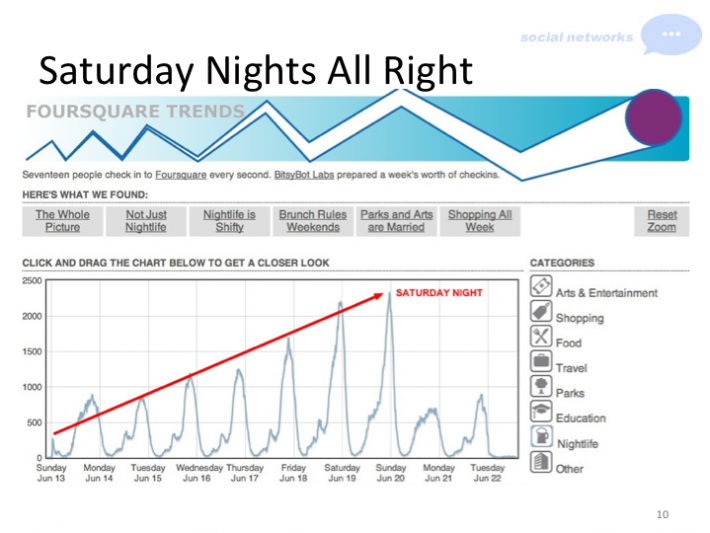 social networks
Saturday Nights All Right
FOURSQUARE TRENDS
Seventeen people check in to Foursquare every second. BitsyBot Labs prepared a week's worth of checkins.
HERE'S WHAT WE FOUND:
The Whole Picture
Not Just Nightlife
Nightlife is Shifty
Brunch Rules Weekends
Parks and Arts are Married
Shopping All Week
Reset Zoom
CLICK AND DRAG THE CHART BELOW TO GET A CLOSER LOOK
2500
2000
1500
1000
500
0
SATURDAY NIGHT
Sunday Jun 13
Monday Jun 14
Tuesday Jun 15
Wednesday Jun 16
Thursday Jun 17
Friday Jun 18
Saturday Jun 19
Sunday Jun 20
Monday Jun 21
Tuesday Jun 22
CATEGORIES
Arts & Entertainment
Shopping
Food
Travel
Parks
Education
Nightlife
Other
10